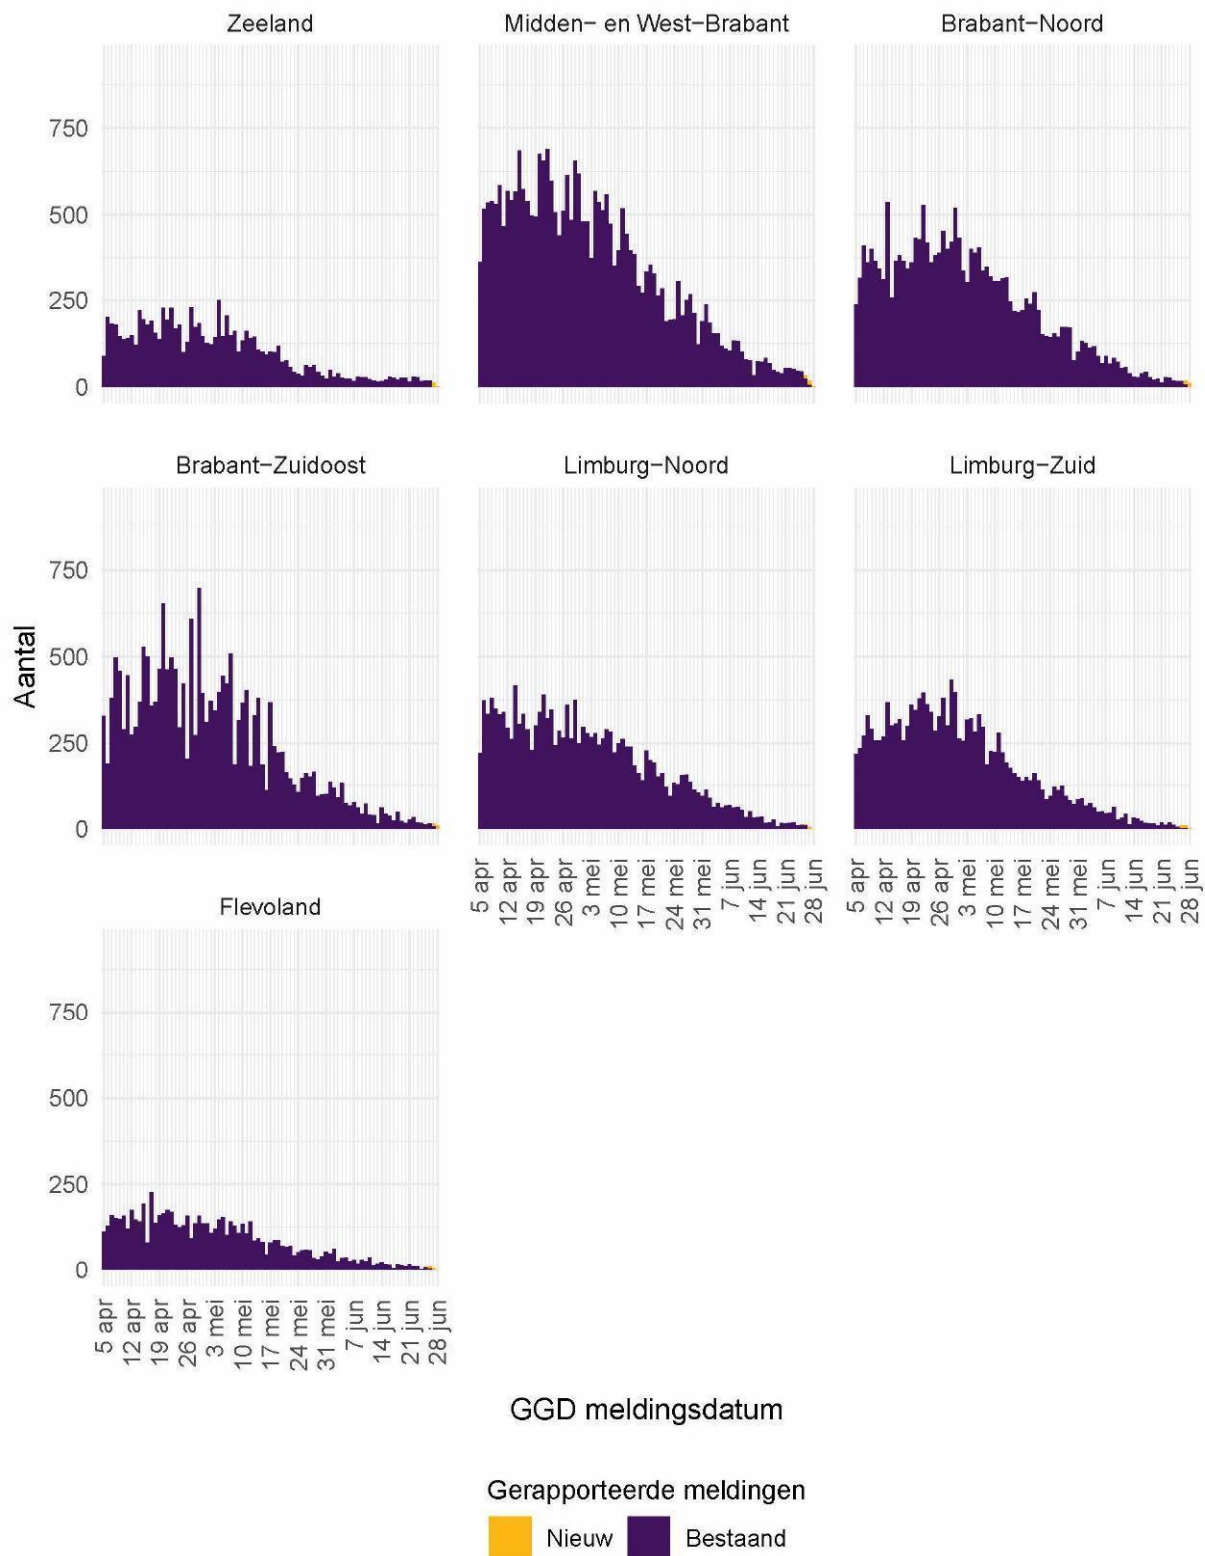 Zeeland
Midden- en West-Brabant
Brabant-Noord
750
500
250
0
Brabant-Zuidoost
Limburg-Noord
Limburg-Zuid
Aantal
750
500
250
0
5 apr
12 apr
19 apr
26 apr
3 mei
10 mei
17 mei
24 mei
31 mei
7 jun
14 jun
21 jun
28 jun
5 apr
12 apr
19 apr
26 apr
3 mei
10 mei
17 mei
24 mei
31 mei
7 jun
14 jun
21 jun
28 jun
Flevoland
750
500
250
0
5 apr
12 apr
19 apr
26 apr
3 mei
10 mei
17 mei
24 mei
31 mei
7 jun
14 jun
21 jun
28 jun
GGD meldingsdatum
Gerapporteerde meldingen
Nieuw
Bestaand